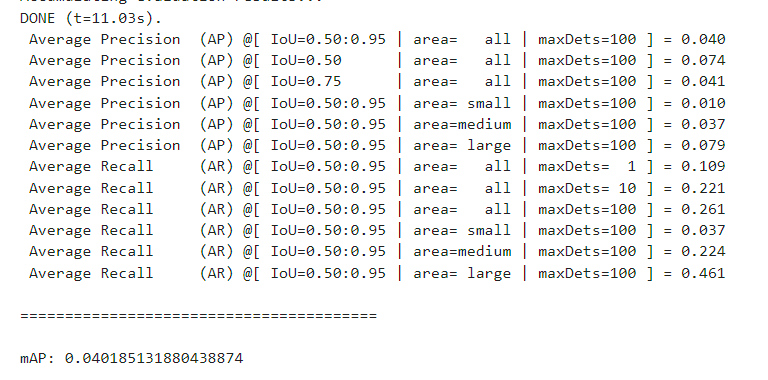 DONE (t=11.03s).
Average Precision  (AP) @[ IoU=0.50:0.95 | area=   all | maxDets=100 ] = 0.040
Average Precision  (AP) @[ IoU=0.50      | area=   all | maxDets=100 ] = 0.074
Average Precision  (AP) @[ IoU=0.75      | area=   all | maxDets=100 ] = 0.041
Average Precision  (AP) @[ IoU=0.50:0.95 | area= small | maxDets=100 ] = 0.010
Average Precision  (AP) @[ IoU=0.50:0.95 | area=medium | maxDets=100 ] = 0.037
Average Precision  (AP) @[ IoU=0.50:0.95 | area= large | maxDets=100 ] = 0.079
Average Recall     (AR) @[ IoU=0.50:0.95 | area=   all | maxDets=  1 ] = 0.109
Average Recall     (AR) @[ IoU=0.50:0.95 | area=   all | maxDets= 10 ] = 0.221
Average Recall     (AR) @[ IoU=0.50:0.95 | area=   all | maxDets=100 ] = 0.261
Average Recall     (AR) @[ IoU=0.50:0.95 | area= small | maxDets=100 ] = 0.037
Average Recall     (AR) @[ IoU=0.50:0.95 | area=medium | maxDets=100 ] = 0.224
Average Recall     (AR) @[ IoU=0.50:0.95 | area= large | maxDets=100 ] = 0.461
========================================
mAP: 0.040185131880438874